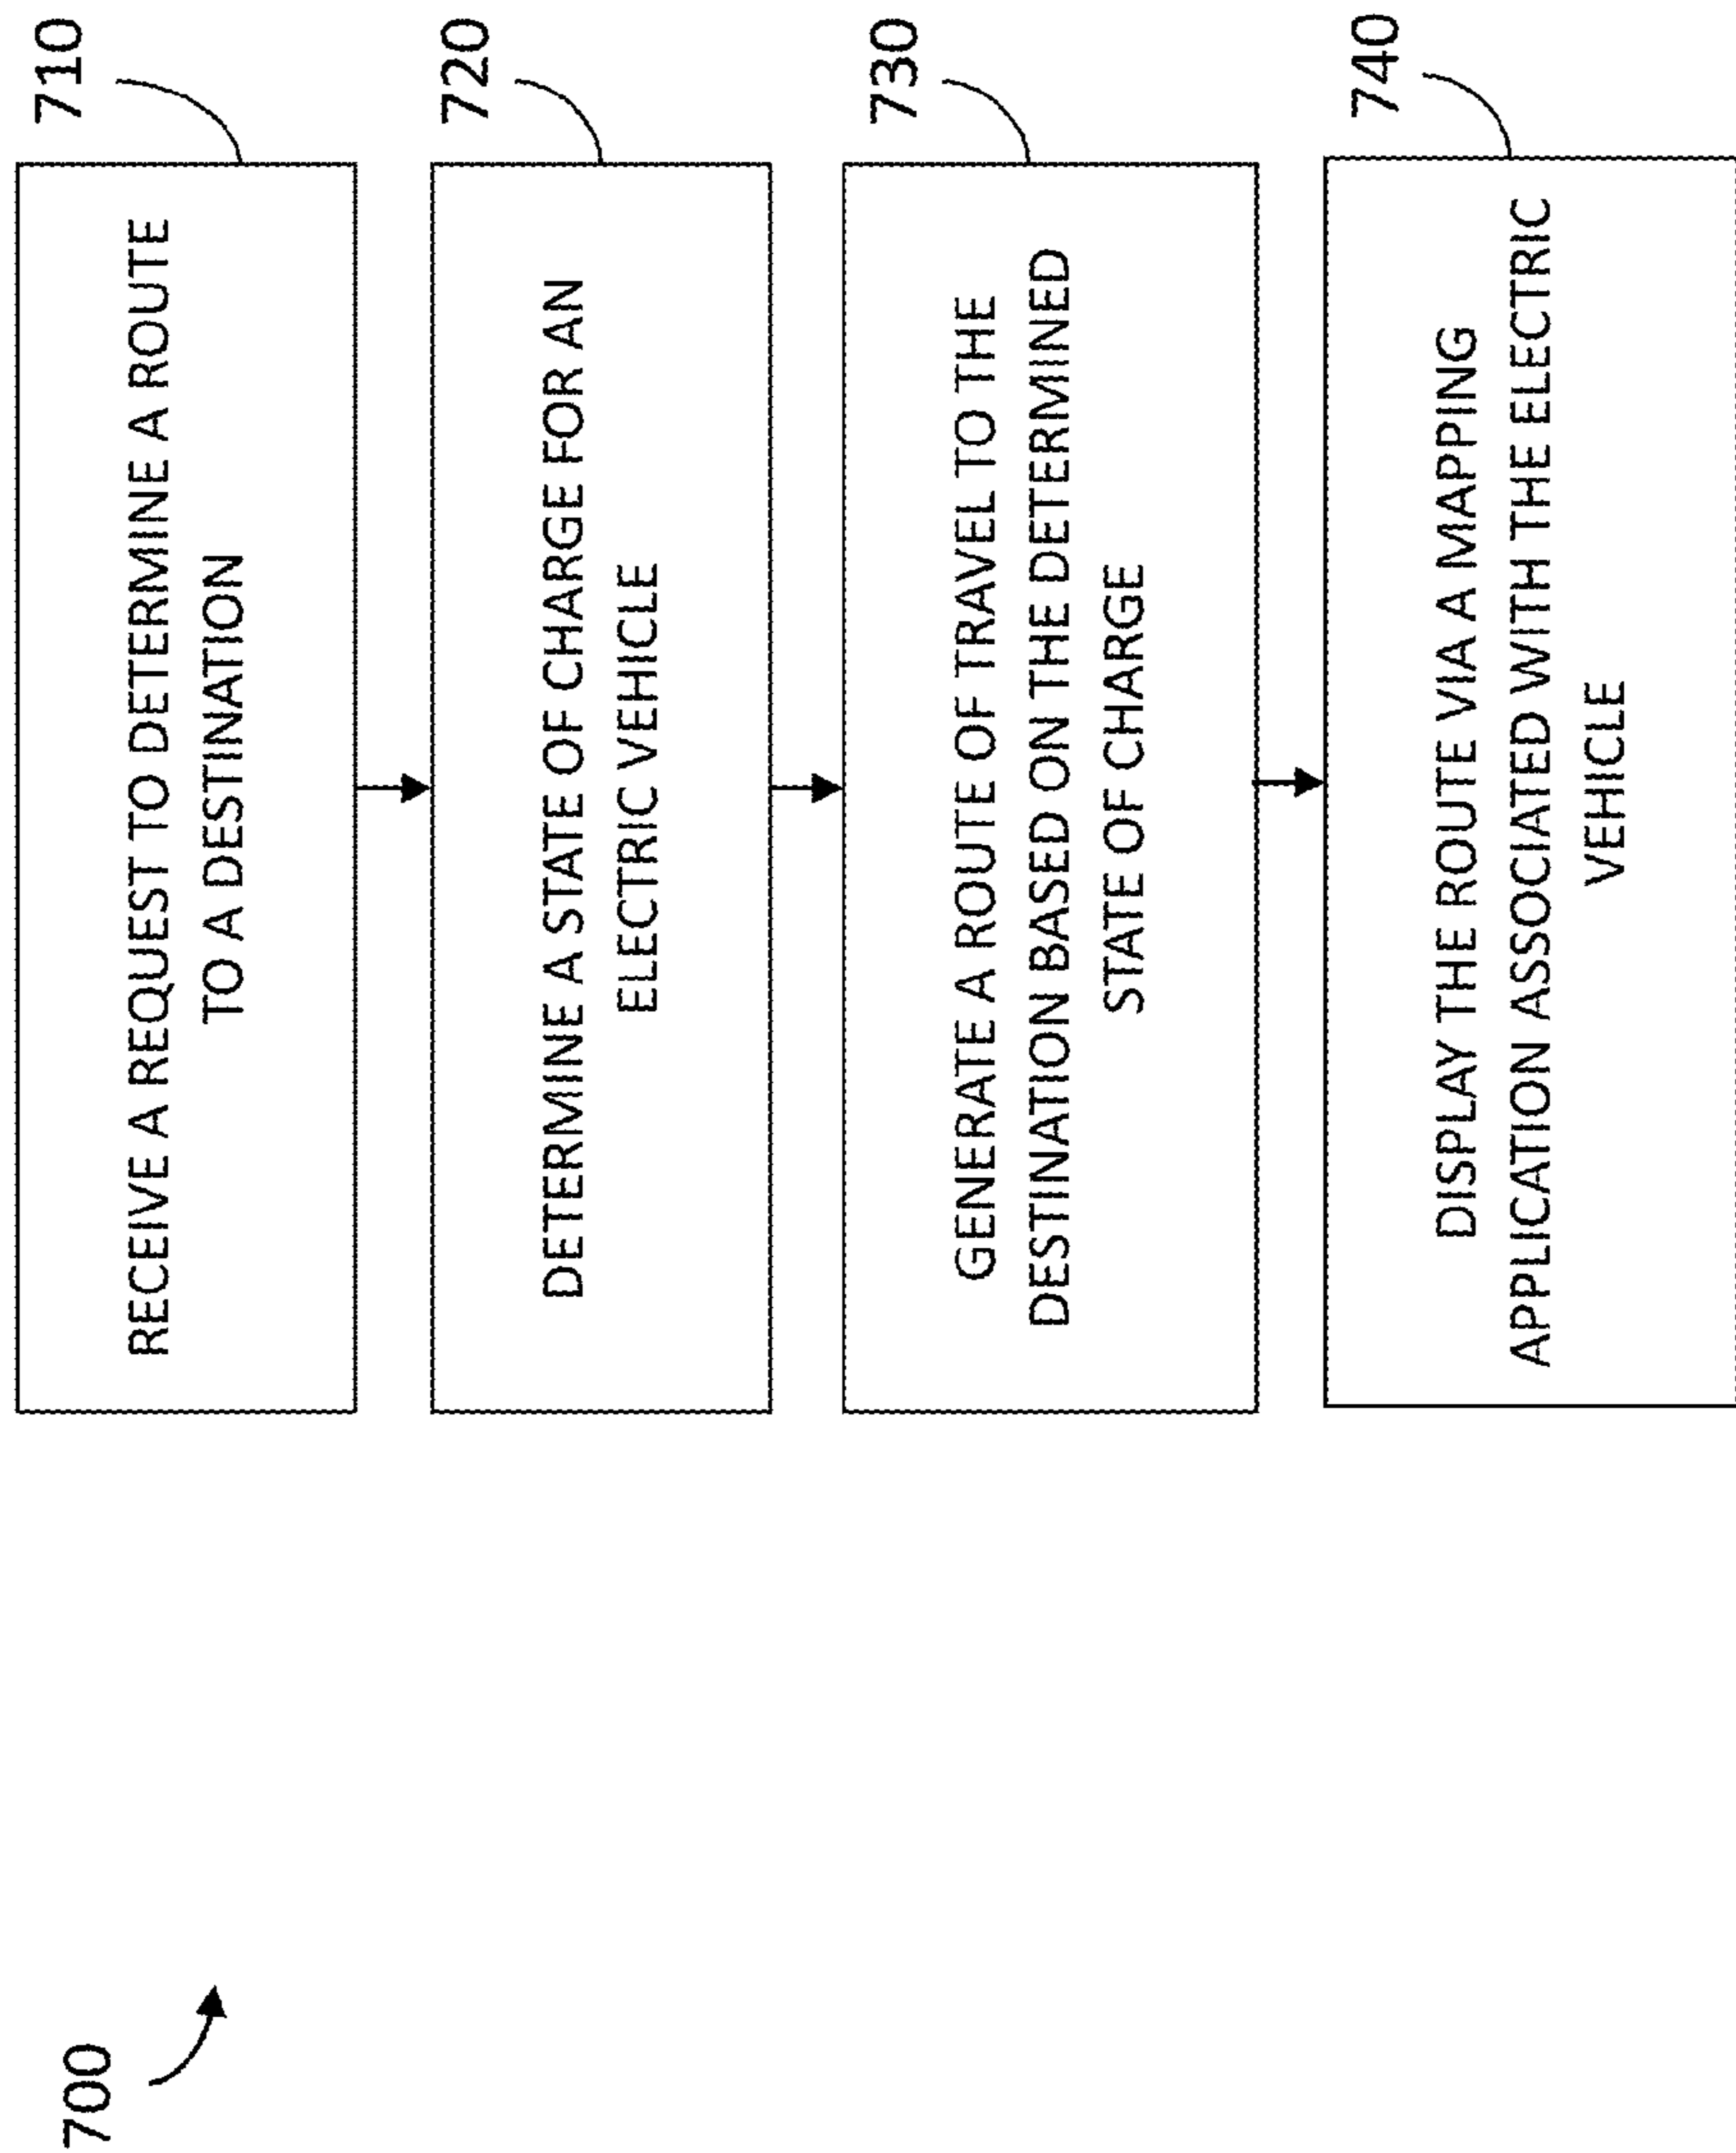 700
710
RECEIVE A REQUEST TO DETERMINE A ROUTE
TO A DESTINATION
720
DETERMINE A STATE OF CHARGE FOR AN
ELECTRIC VEHICLE
730
GENERATE A ROUTE OF TRAVEL TO THE
DESTINATION BASED ON THE DETERMINED
STATE OF CHARGE
740
DISPLAY THE ROUTE VIA A MAPPING
APPLICATION ASSOCIATED WITH THE ELECTRIC
VEHICLE